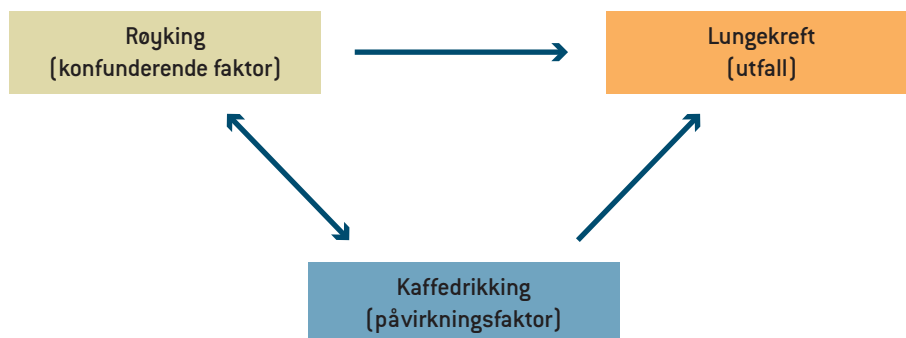 Røyking
(konfunderende faktor)
Lungekreft
(utfall)
Kaffedrikking
(påvirkningsfaktor)